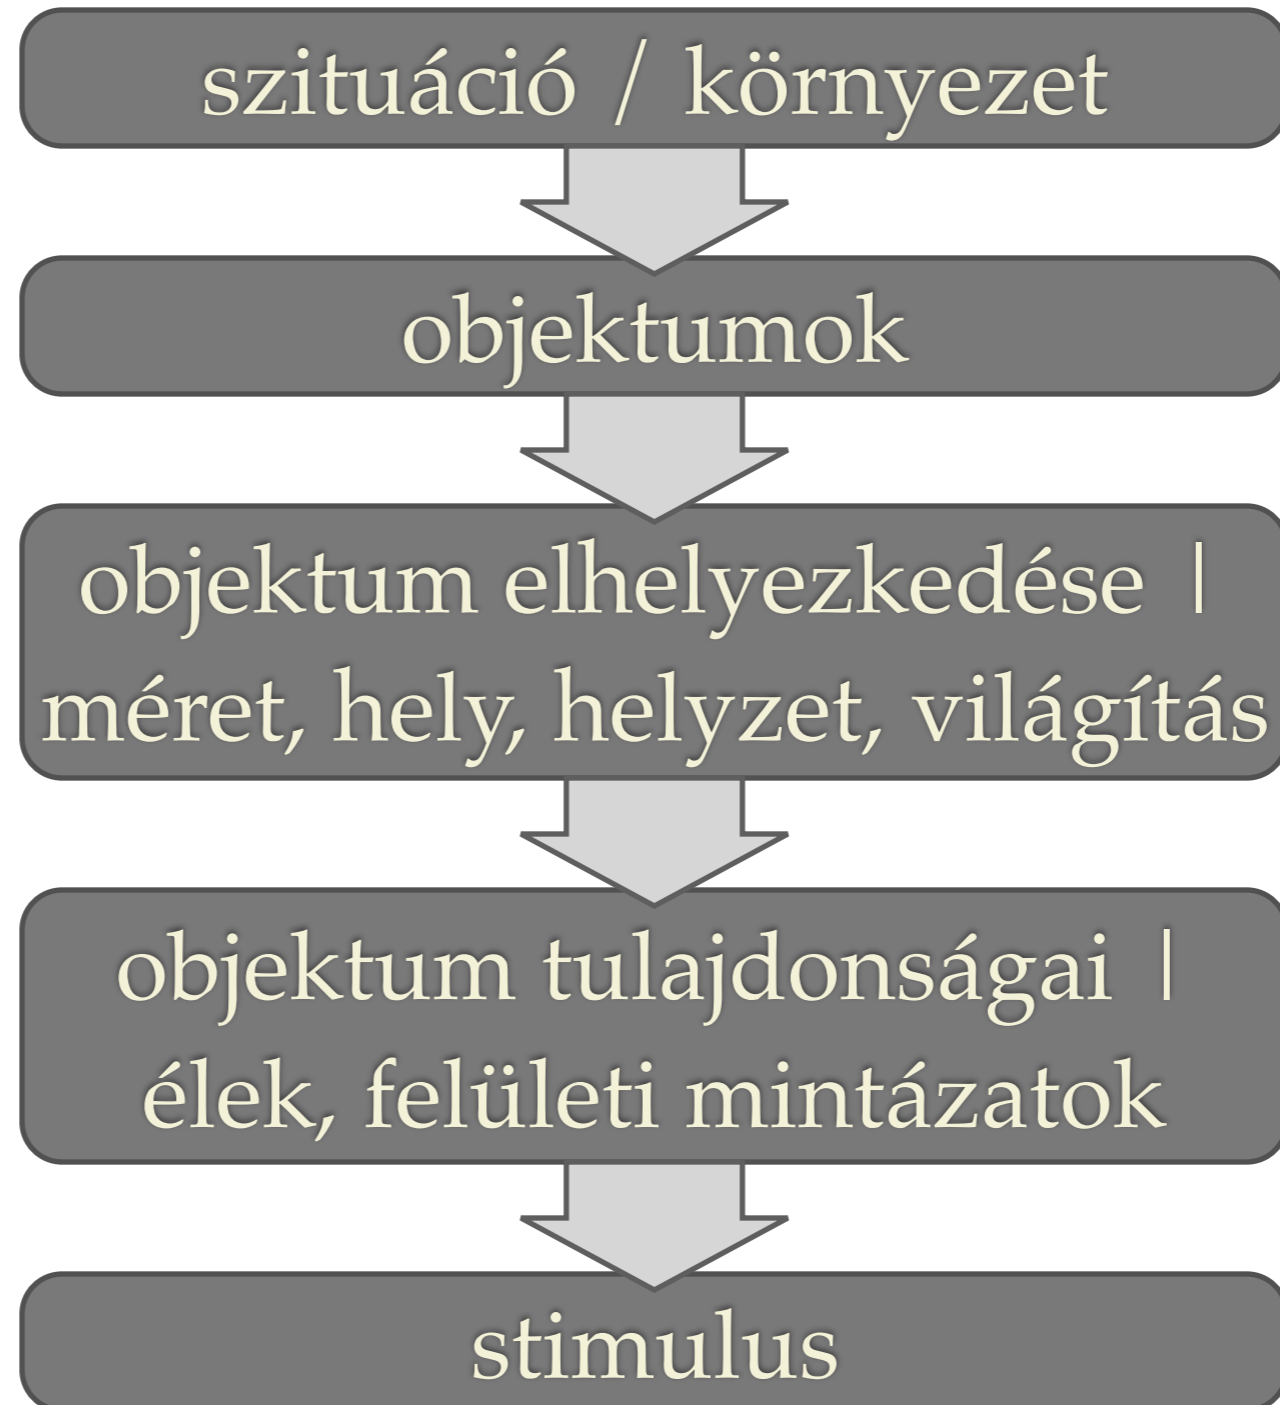 szituáció / környezet
objektumok
objektum elhelyezkedése |
méret, hely, helyzet, világítás
objektum tulajdonságai |
élek, felületi mintázatok
stimulus